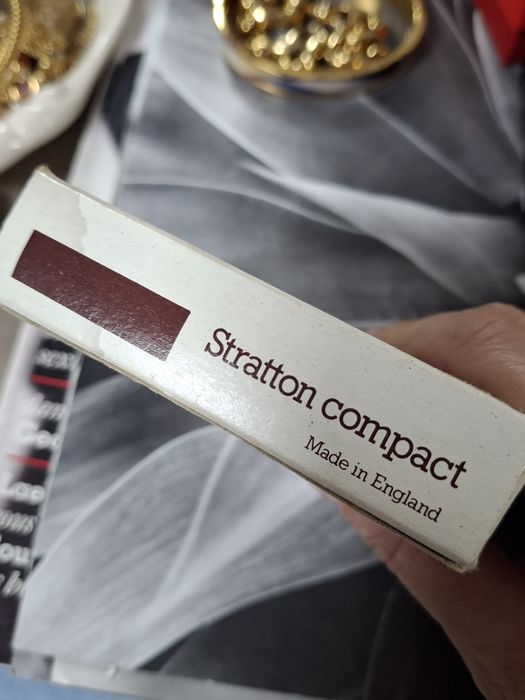 Stratton compact
Made in England